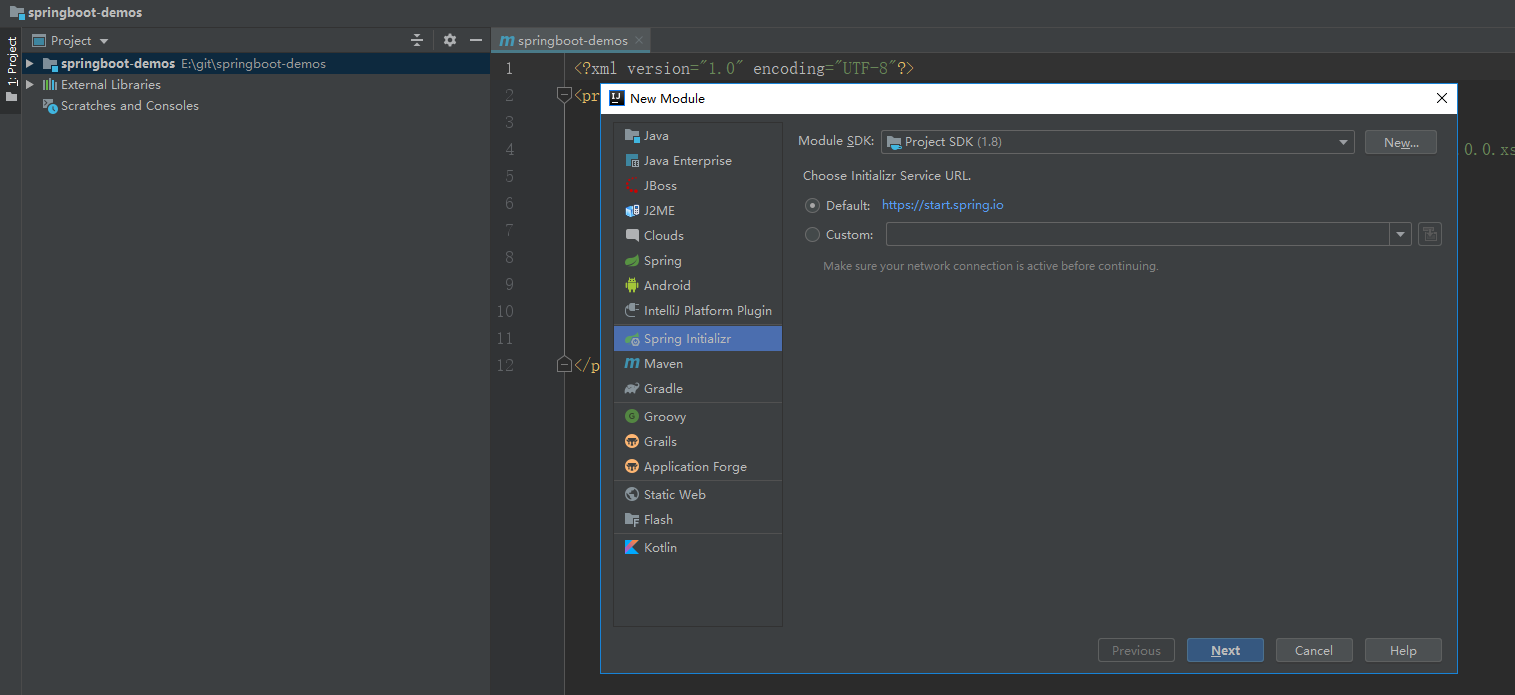 springboot-demos
1: Project
Project
springboot-demos E:\git\springboot-demos
External Libraries
Scratches and Consoles
m springboot-demos
1 <?xml version="1.0" encoding="UTF-8"?>
2 <pr
3
4 0.0.xs
5
6
7
8
9
10
11
12 </p
New Module
Java
Java Enterprise
JBoss
J2ME
Clouds
Spring
Android
IntelliJ Platform Plugin
Spring Initializr
Maven
Gradle
Groovy
Grails
Application Forge
Static Web
Flash
Kotlin
Module SDK: Project SDK (1.8) New...
Choose Initializr Service URL.
Default: https://start.spring.io
Custom:
Make sure your network connection is active before continuing.
Previous Next Cancel Help